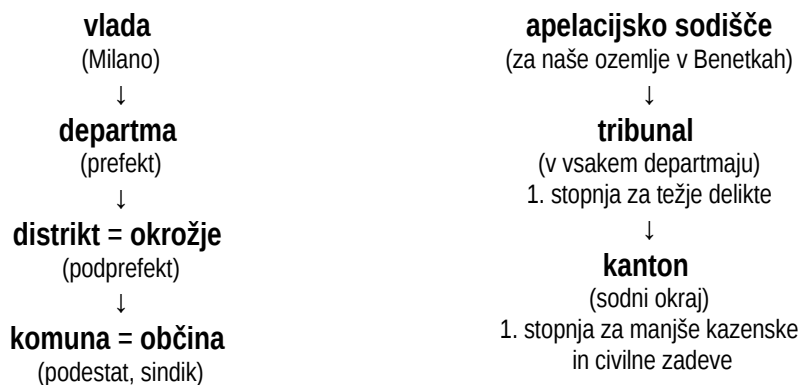 vlada
(Milano)
↓
departma
(prefekt)
↓
distrikt = okrožje
(podprefekt)
↓
komuna = občina
(podestat, sindik)
apelacijsko sodišče
(za naše ozemlje v Benetkah)
↓
tribunal
(v vsakem departmaju)
1. stopnja za težje delikte
↓
kanton
(sodni okraj)
1. stopnja za manjše kazenske
in civilne zadeve